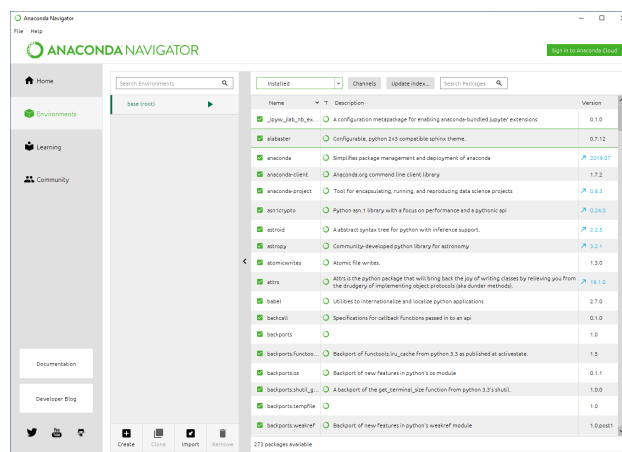 Anaconda Navigator
File Help
ANACONDA NAVIGATOR
Sign in to Anaconda Cloud
Home
Environments
Learning
Community
Documentation
Developer Blog
Search Environments
base (root)
Create Clone Import Remove
Installed Channels Update index... Search Packages
Name T Description Version
_ipyw_jlab_nb_ex... A configuration metapackage for enabling anaconda-bundled jupyter extensions 0.1.0
alabaster Configurable, python 2+3 compatible sphinx theme. 0.7.12
anaconda Simplifies package management and deployment of anaconda 2019.07
anaconda-client Anaconda.org command line client library 1.7.2
anaconda-project Tool for encapsulating, running, and reproducing data science projects 0.8.3
asn1crypto Python asn.1 library with a focus on performance and a pythonic api 0.24.0
astroid A abstract syntax tree for python with inference support. 2.2.5
astropy Community-developed python library for astronomy 3.2.1
atomicwrites Atomic file writes. 1.3.0
attrs Attrs is the python package that will bring back the joy of writing classes by relieving you from
the drudgery of implementing object protocols (aka dunder methods). 19.1.0
babel Utilities to internationalize and localize python applications 2.7.0
backcall Specifications for callback functions passed in to an api 0.1.0
backports 1.0
backports.functoo... Backport of functools.lru_cache from python 3.3 as published at activestate. 1.5
backports.os Backport of new features in python's os module 0.1.1
backports.shutil_g... A backport of the get_terminal_size function from python 3.3's shutil. 1.0.0
backports.tempfile 1.0
backports.weakref Backport of new features in python's weakref module 1.0.post1
273 packages available